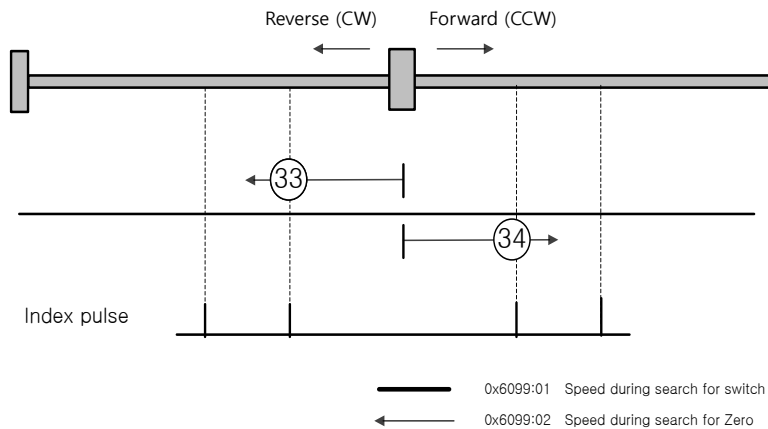 Reverse (CW) Forward (CCW)
33
34
Index pulse
0x6099:01 Speed during search for switch
0x6099:02 Speed during search for Zero